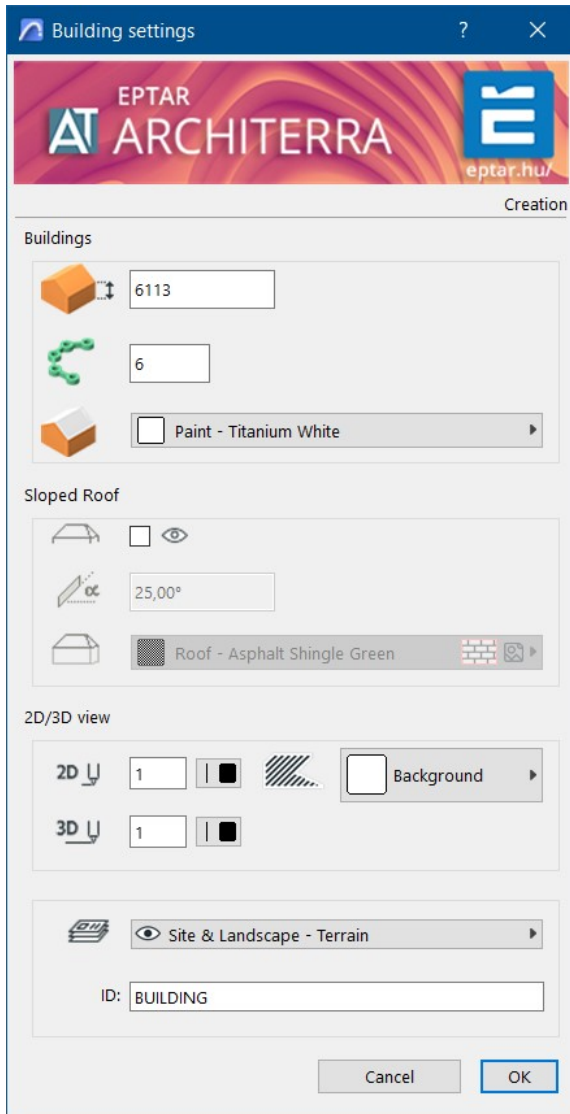 Building settings ? ×
EPTAR
AT ARCHITERRA
eptar.hu/
Creation
Buildings
6113
6
Paint - Titanium White
Sloped Roof
α 25,00°
Roof - Asphalt Shingle Green
2D/3D view
2D 1 Background
3D 1
Site & Landscape - Terrain
ID: BUILDING
Cancel OK